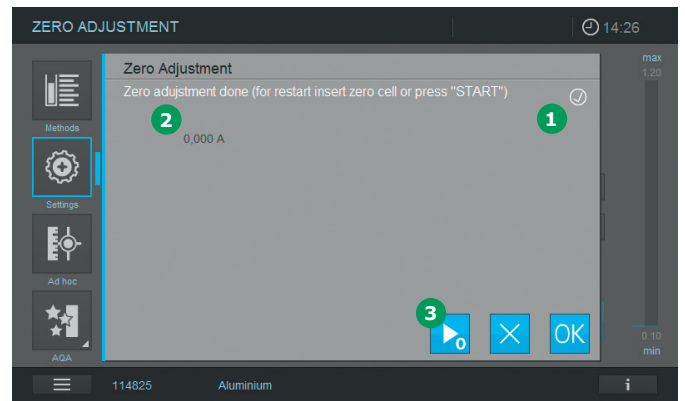 ZERO ADJUSTMENT
14:26
Zero Adjustment
Zero adujstment done (for restart insert zero cell or press "START")
1
2
0,000 A
Methods
Settings
Ad hoc
AQA
max
1.20
0.10
min
3
0
OK
114825
Aluminium
i